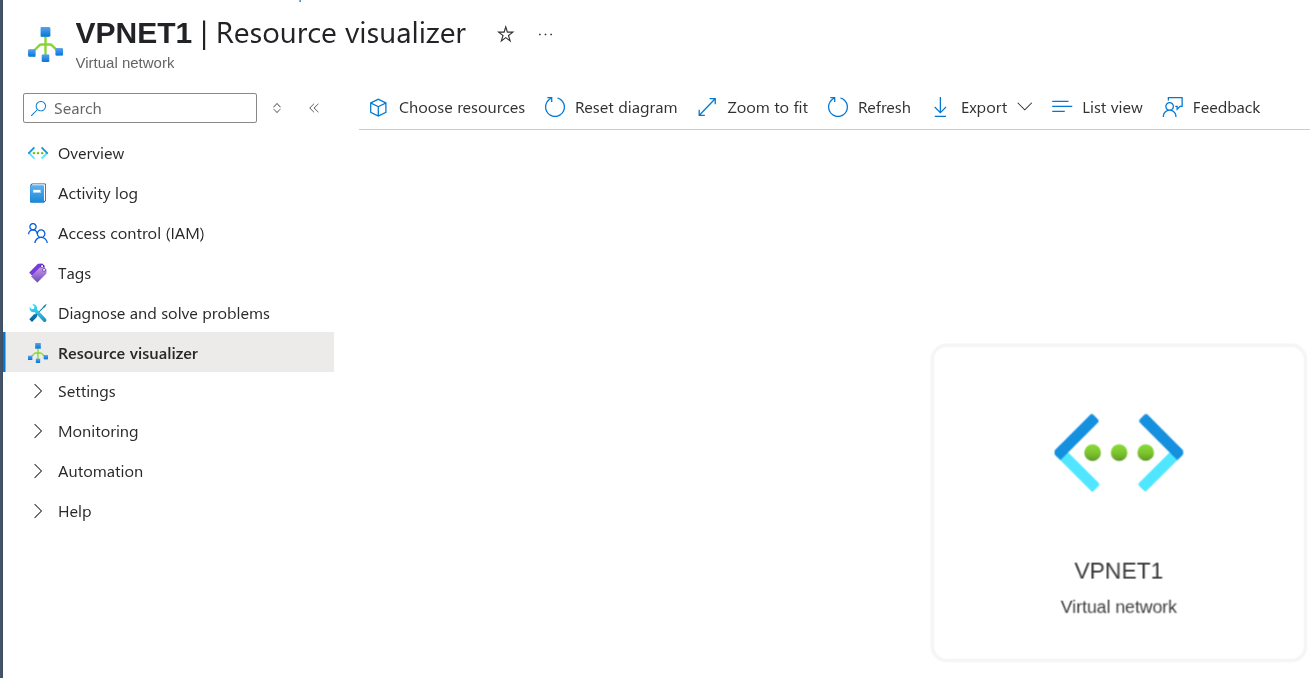 VPNET1 | Resource visualizer
Virtual network
Search
Choose resources
Reset diagram
Zoom to fit
Refresh
Export
List view
Feedback
Overview
Activity log
Access control (IAM)
Tags
Diagnose and solve problems
Resource visualizer
Settings
Monitoring
Automation
Help
VPNET1
Virtual network